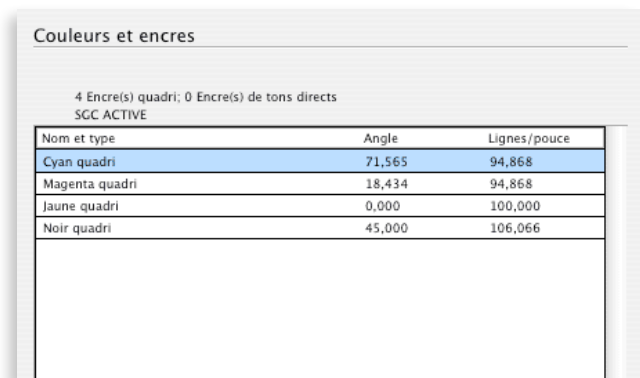 Couleurs et encres
4 Encre(s) quadri; 0 Encre(s) de tons directs
SGC ACTIVE
Nom et type Angle Lignes/pouce
Cyan quadri 71,565 94,868
Magenta quadri 18,434 94,868
Jaune quadri 0,000 100,000
Noir quadri 45,000 106,066